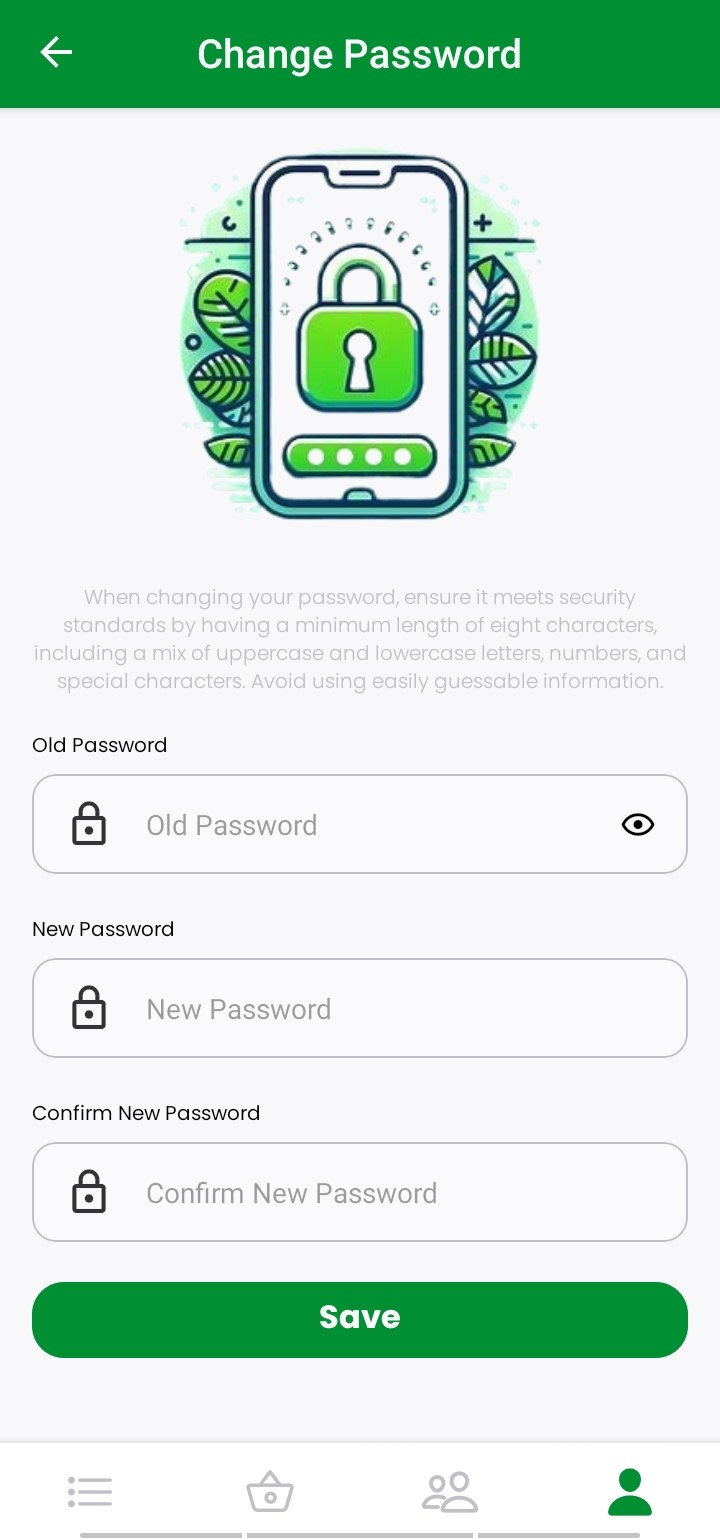 Change Password
When changing your password, ensure it meets security
standards by having a minimum length of eight characters,
including a mix of uppercase and lowercase letters, numbers, and
special characters. Avoid using easily guessable information.
Old Password
Old Password
New Password
New Password
Confirm New Password
Confirm New Password
Save